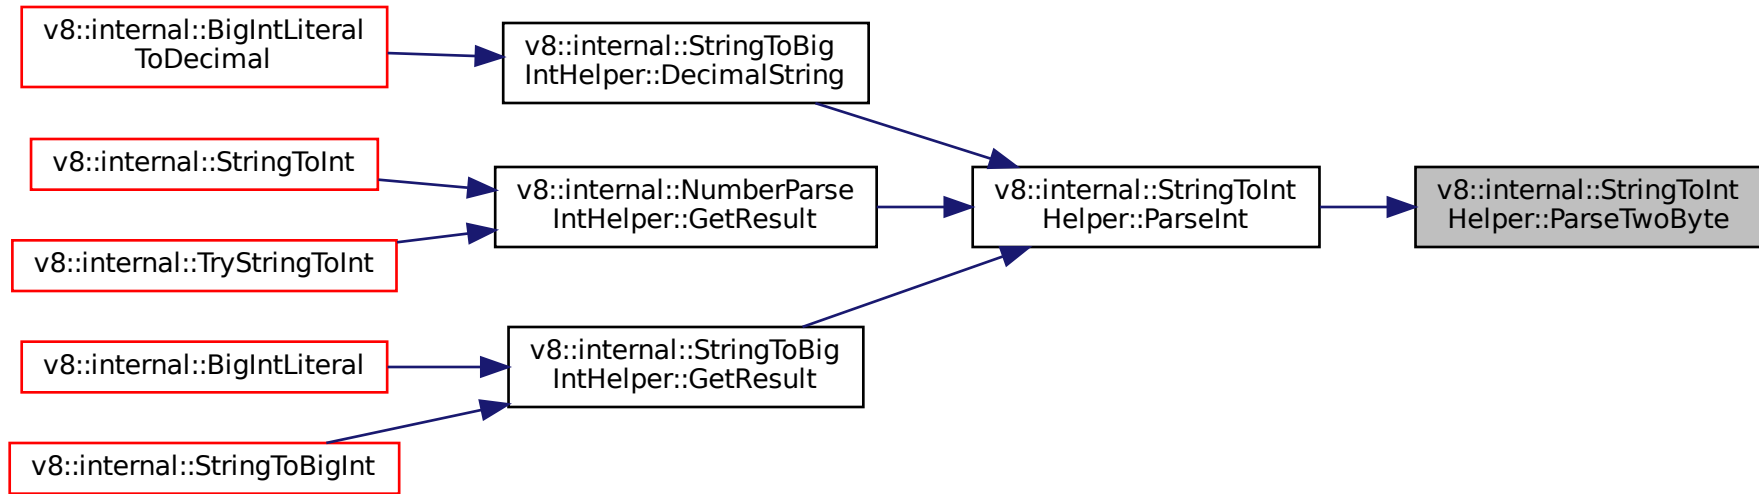 v8::internal::BigIntLiteral
ToDecimal
v8::internal::StringToBig
IntHelper::DecimalString
v8::internal::StringToInt
v8::internal::NumberParse
IntHelper::GetResult
v8::internal::StringToInt
Helper::ParseInt
v8::internal::StringToInt
Helper::ParseTwoByte
v8::internal::TryStringToInt
v8::internal::BigIntLiteral
v8::internal::StringToBig
IntHelper::GetResult
v8::internal::StringToBigInt